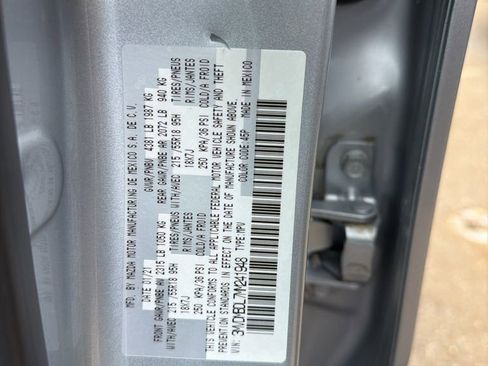 MFD. BY MAZDA MOTOR MANUFACTURING DE MEXICO S.A. DE C.V.
DATE: 01/21 GVWR/PNBV 4381 LB 1987 KG
FRONT GAWR/PNBE AV 2315 LB 1050 KG REAR GAWR/PNBE AR 2072 LB 940 KG
WITH/AVEC 215/55R18 95H TIRES/PNEUS WITH/AVEC 215/55R18 95H TIRES/PNEUS
18X7J RIMS/JANTES 18X7J RIMS/JANTES
250 KPA/36 PSI COLD/A FROID 250 KPA/36 PSI COLD/A FROID
THIS VEHICLE CONFORMS TO ALL APPLICABLE FEDERAL MOTOR VEHICLE SAFETY AND THEFT
PREVENTION STANDARDS IN EFFECT ON THE DATE OF MANUFACTURE SHOWN ABOVE.
COLOR CODE 45P MADE IN MEXICO
VIN: TYPE:MPV